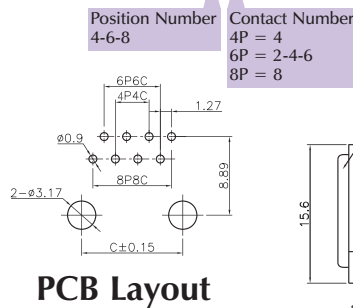 Position Number
4-6-8
Contact Number
4P = 4
6P = 2-4-6
8P = 8
6P6C
4P4C
1.27
ø0.9
8P8C
8.89
2-ø3.17
C±0.15
15.6
PCB Layout